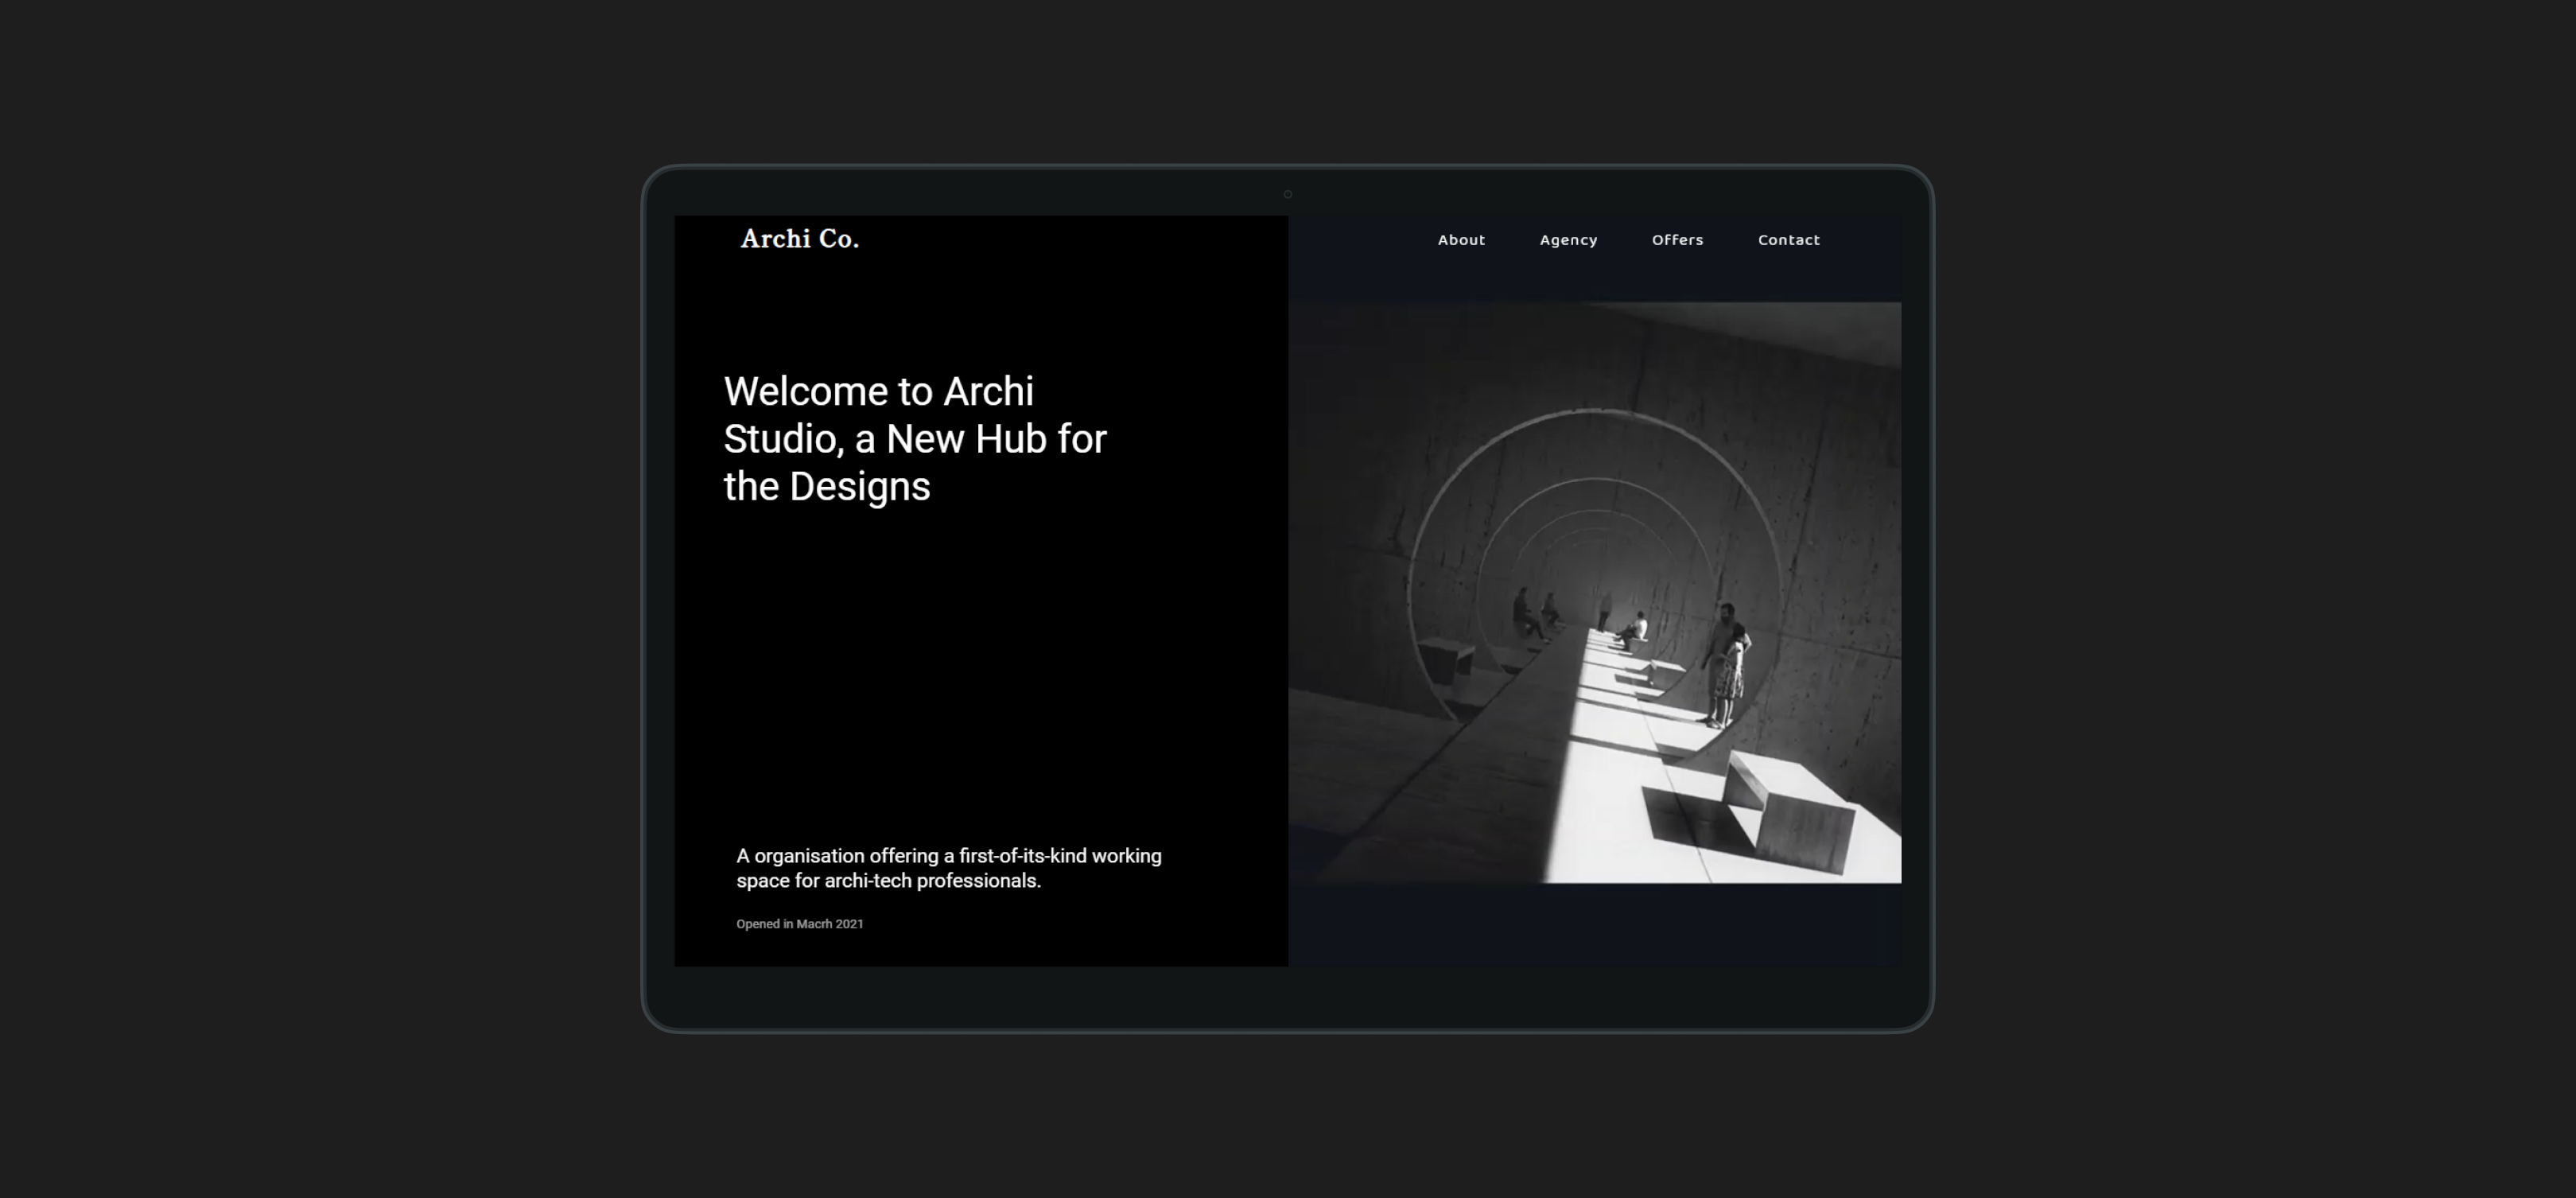 Archi Co.
About Agency Offers Contact
Welcome to Archi
Studio, a New Hub for
the Designs
A organisation offering a first-of-its-kind working
space for archi-tech professionals.
Opened in Macrh 2021